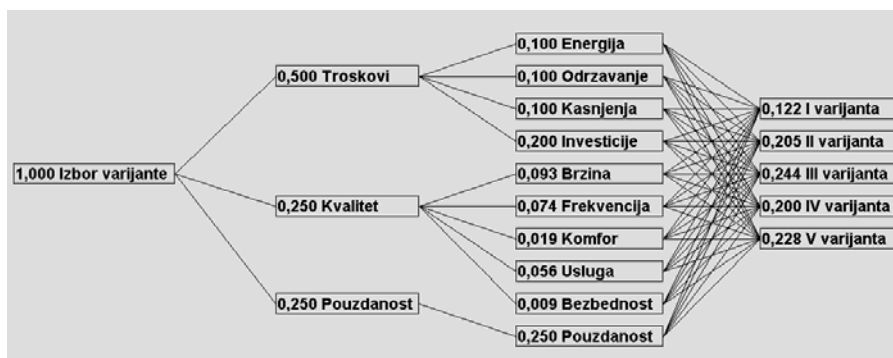 1,000 Izbor varijante
0,500 Troskovi
0,250 Kvalitet
0,250 Pouzdanost
0,100 Energija
0,100 Odrzavanje
0,100 Kasnjenja
0,200 Investicije
0,093 Brzina
0,074 Frekvencija
0,019 Komfor
0,056 Usluga
0,009 Bezbednost
0,250 Pouzdanost
0,122 I varijanta
0,205 II varijanta
0,244 III varijanta
0,200 IV varijanta
0,228 V varijanta